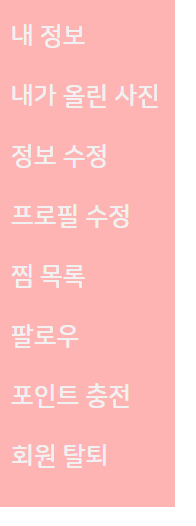 내 정보
내가 올린 사진
정보 수정
프로필 수정
찜 목록
팔로우
포인트 충전
회원 탈퇴